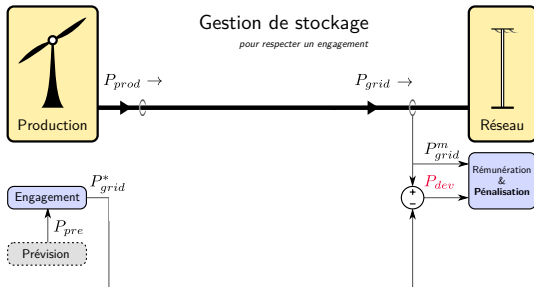 Gestion de stockage
pour respecter un engagement
P_prod →
P_grid →
Production
Réseau
P^m_grid
Rémunération
&
Pénalisation
P_dev
+
−
P^*_grid
Engagement
P_pre
Prévision